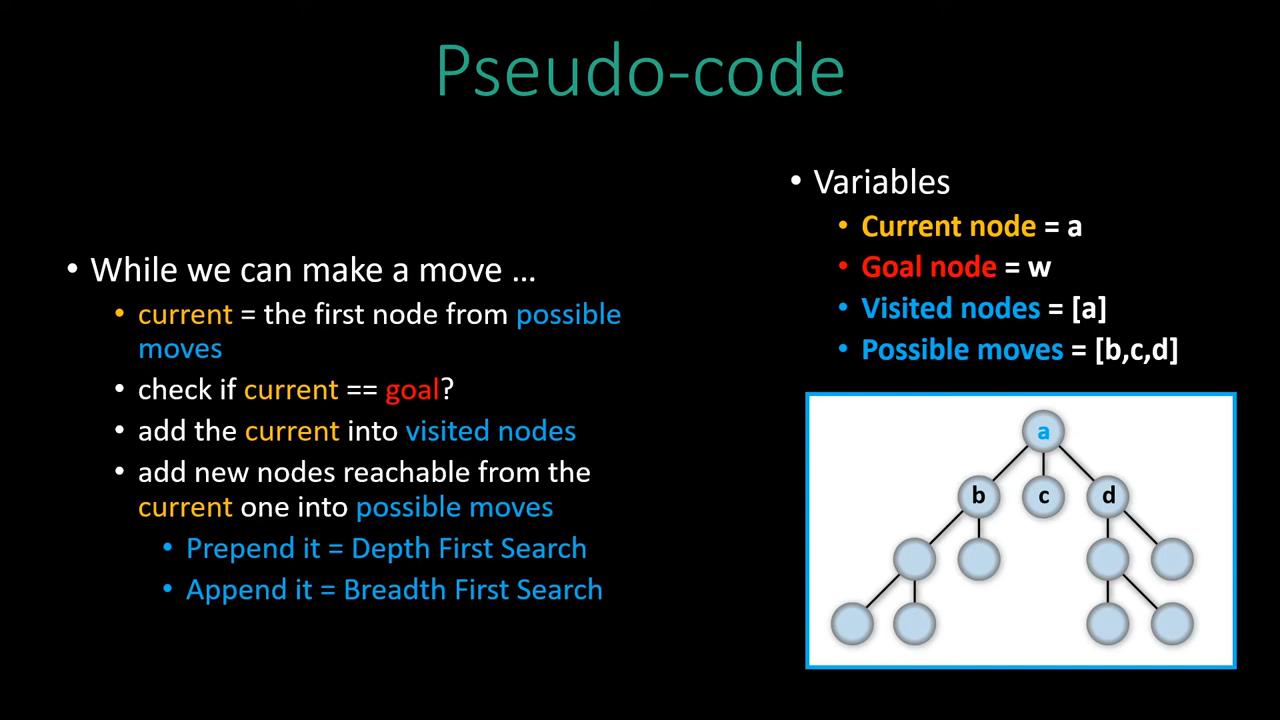 Pseudo-code
• While we can make a move ...
• current = the first node from possible
moves
• check if current == goal?
• add the current into visited nodes
• add new nodes reachable from the
current one into possible moves
• Prepend it = Depth First Search
• Append it = Breadth First Search
• Variables
• Current node = a
• Goal node = w
• Visited nodes = [a]
• Possible moves = [b,c,d]
a
b c d